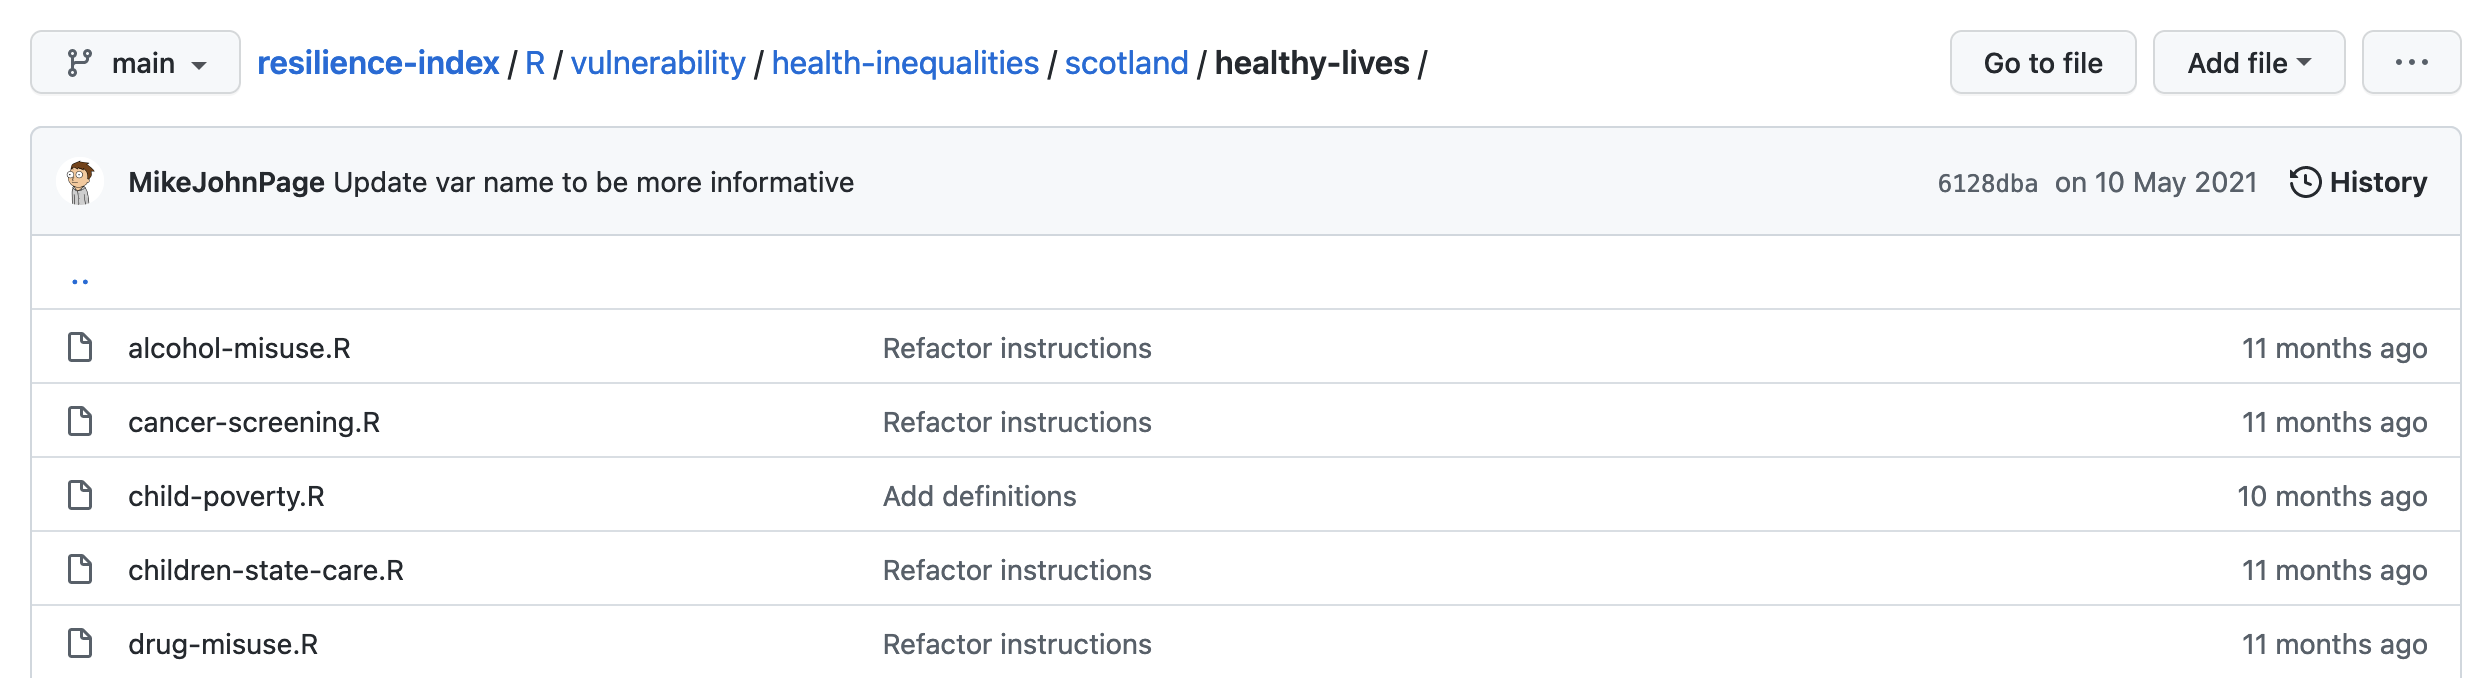 main resilience-index / R / vulnerability / health-inequalities / scotland / healthy-lives / Go to file Add file ...
MikeJohnPage Update var name to be more informative 6128dba on 10 May 2021 History
..
alcohol-misuse.R Refactor instructions 11 months ago
cancer-screening.R Refactor instructions 11 months ago
child-poverty.R Add definitions 10 months ago
children-state-care.R Refactor instructions 11 months ago
drug-misuse.R Refactor instructions 11 months ago